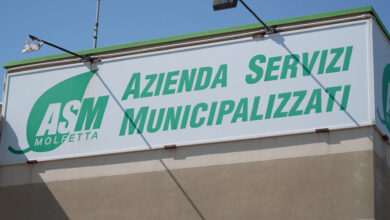 ASM
MOLFETTA
AZIENDA SERVIZI
MUNICIPALIZZATI